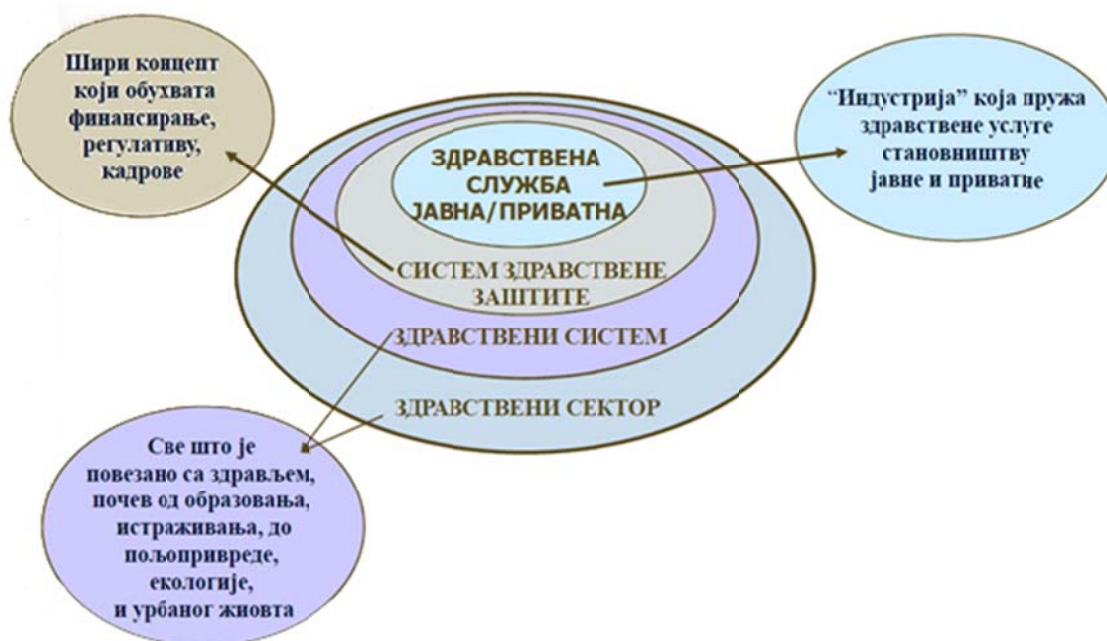 Шири концепт
који обухвата
финансирање,
регулативу,
кадрове
“Индустрија” која пружа
здравствене услуге
становништву
јавне и приватне
ЗДРАВСТВЕНА
СЛУЖБА
ЈАВНА/ПРИВАТНА
СИСТЕМ ЗДРАВСТВЕНЕ
ЗАШТИТЕ
ЗДРАВСТВЕНИ СИСТЕМ
ЗДРАВСТВЕНИ СЕКТОР
Све што је
повезано са здрављем,
почев од образовања,
истраживања, до
пољопривреде,
екологије,
и урбаног жиовта